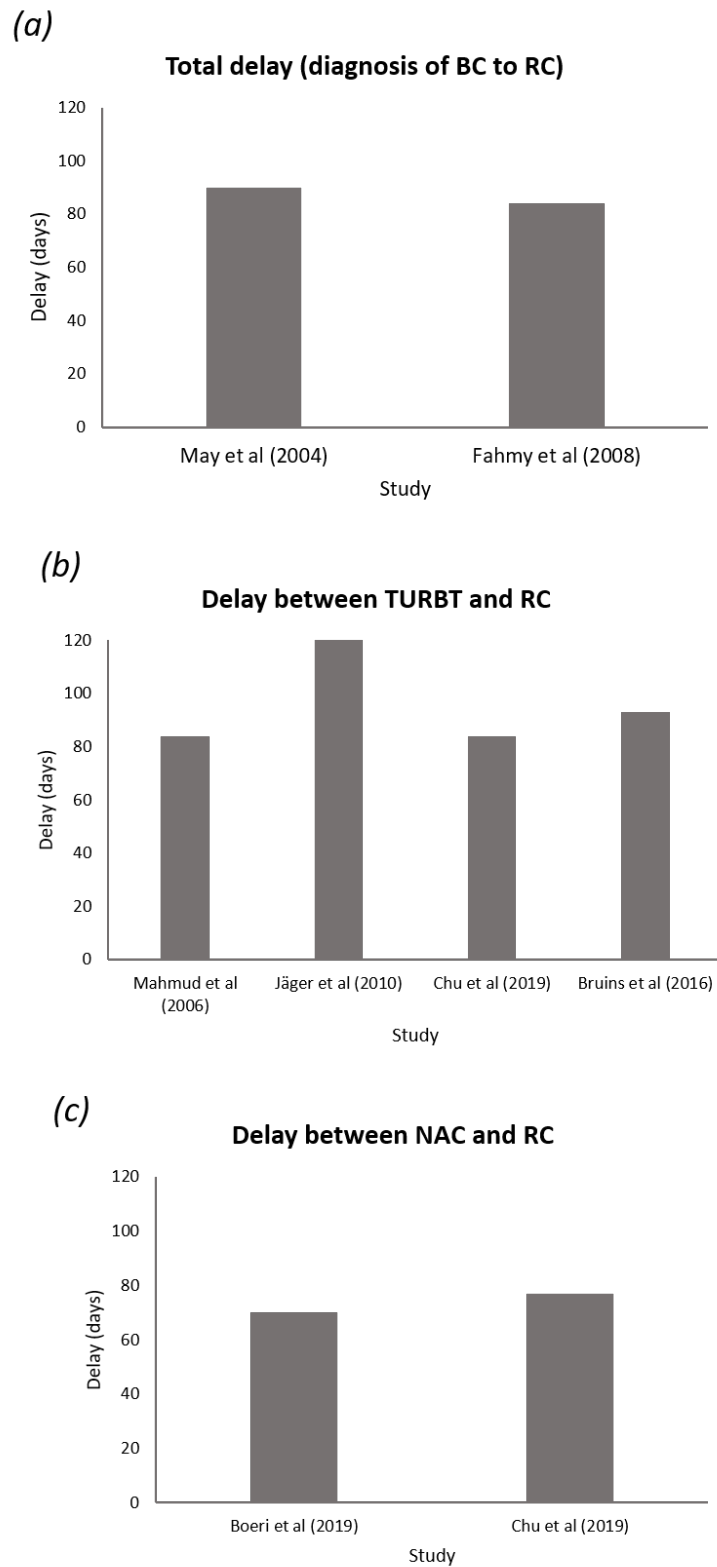 (a)
Total delay (diagnosis of BC to RC)
120
100
80
60
40
20
0
Delay (days)
May et al (2004)
Fahmy et al (2008)
Study
(b)
Delay between TURBT and RC
120
100
80
60
40
20
0
Delay (days)
Mahmud et al
(2006)
Jäger et al (2010)
Chu et al (2019)
Bruins et al (2016)
Study
(c)
Delay between NAC and RC
120
100
80
60
40
20
0
Delay (days)
Boeri et al (2019)
Chu et al (2019)
Study